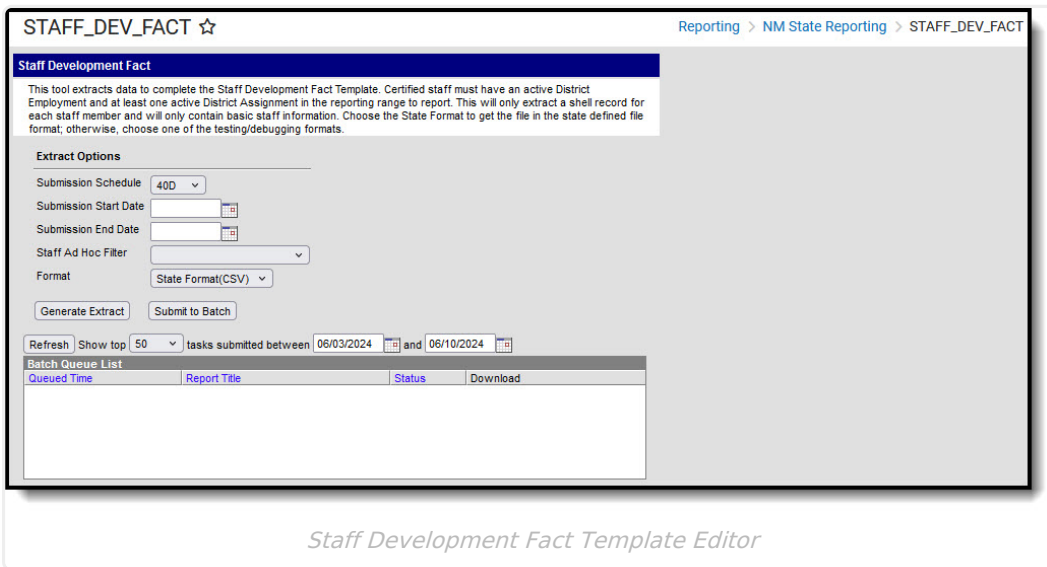 STAFF_DEV_FACT ☆
Reporting > NM State Reporting > STAFF_DEV_FACT
Staff Development Fact
This tool extracts data to complete the Staff Development Fact Template. Certified staff must have an active District
Employment and at least one active District Assignment in the reporting range to report. This will only extract a shell record for
each staff member and will only contain basic staff information. Choose the State Format to get the file in the state defined file
format; otherwise, choose one of the testing/debugging formats.
Extract Options
Submission Schedule 40D
Submission Start Date
Submission End Date
Staff Ad Hoc Filter
Format State Format(CSV)
Generate Extract Submit to Batch
Refresh Show top 50 tasks submitted between 06/03/2024 and 06/10/2024
Batch Queue List
Queued Time Report Title Status Download
Staff Development Fact Template Editor